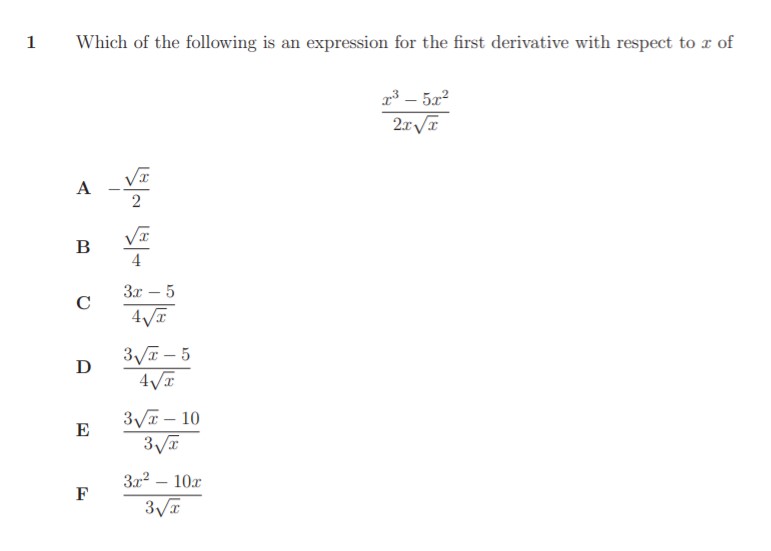 1 Which of the following is an expression for the first derivative with respect to x of
$\frac{x^3 - 5x^2}{2x\sqrt{x}}$
A $-\frac{\sqrt{x}}{2}$
B $\frac{\sqrt{x}}{4}$
C $\frac{3x - 5}{4\sqrt{x}}$
D $\frac{3\sqrt{x} - 5}{4\sqrt{x}}$
E $\frac{3\sqrt{x} - 10}{3\sqrt{x}}$
F $\frac{3x^2 - 10x}{3\sqrt{x}}$